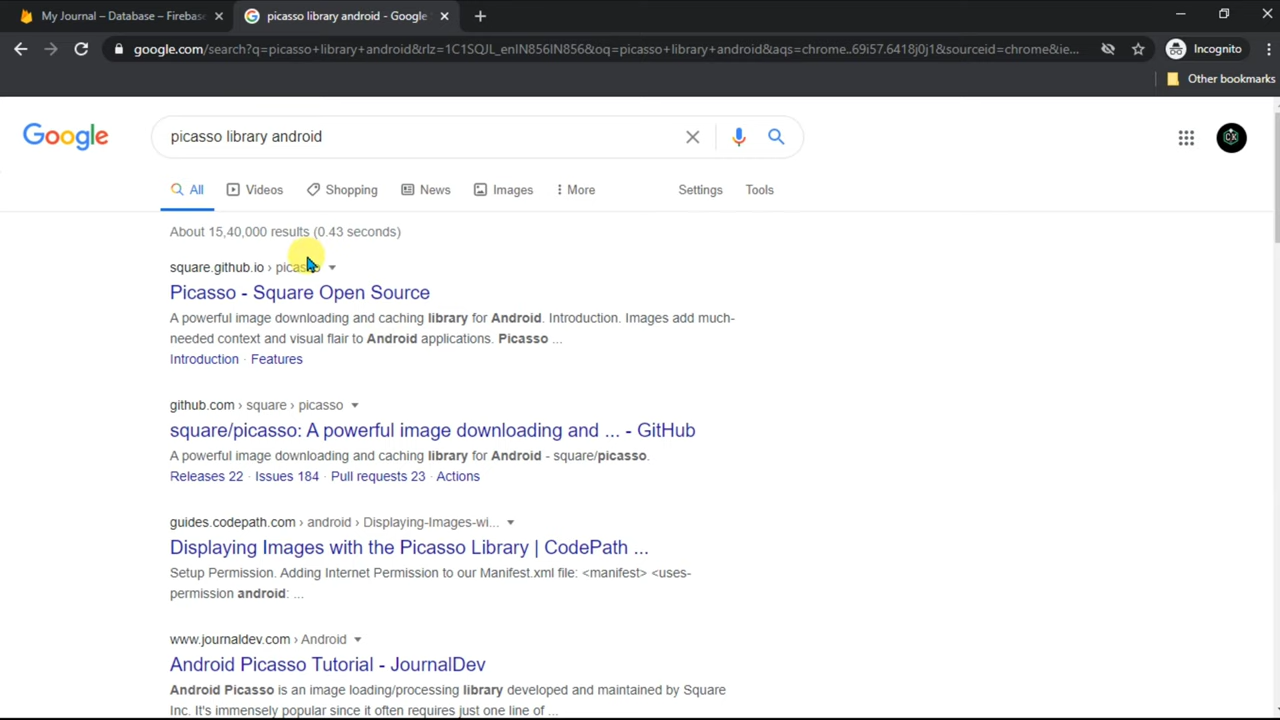 My Journal – Database – Firebase
picasso library android - Google
google.com/search?q=picasso+library+android&rlz=1C1SQJL_enIN856IN856&oq=picasso+library+android&aqs=chrome..69i57.6418j0j1&sourceid=chrome&ie...
Incognito
Other bookmarks
Google
picasso library android
CK
All
Videos
Shopping
News
Images
More
Settings
Tools
About 15,40,000 results (0.43 seconds)
square.github.io › picasso
Picasso - Square Open Source
A powerful image downloading and caching library for Android. Introduction. Images add much-
needed context and visual flair to Android applications. Picasso ...
Introduction · Features
github.com › square › picasso
square/picasso: A powerful image downloading and ... - GitHub
A powerful image downloading and caching library for Android - square/picasso.
Releases 22 · Issues 184 · Pull requests 23 · Actions
guides.codepath.com › android › Displaying-Images-wi...
Displaying Images with the Picasso Library | CodePath ...
Setup Permission. Adding Internet Permission to our Manifest.xml file: <manifest> <uses-
permission android: ...
www.journaldev.com › Android
Android Picasso Tutorial - JournalDev
Android Picasso is an image loading/processing library developed and maintained by Square
Inc. It's immensely popular since it often requires just one line of ...